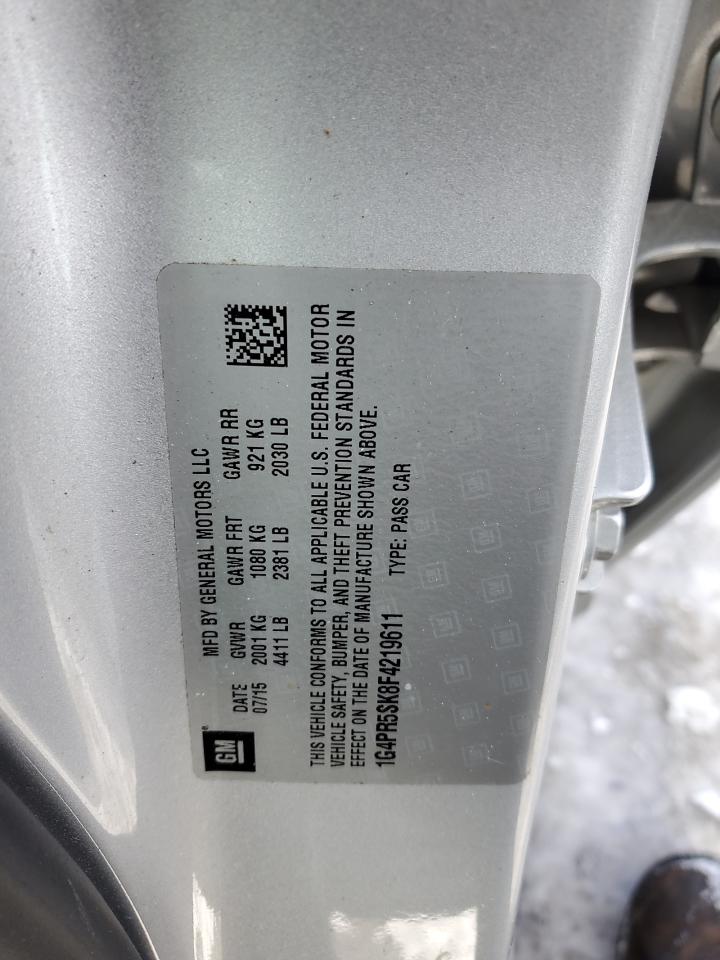 MFD BY GENERAL MOTORS LLC
DATE GVWR GAWR FRT GAWR RR
07/15 2001 KG 1080 KG 921 KG
4411 LB 2381 LB 2030 LB
GM®
THIS VEHICLE CONFORMS TO ALL APPLICABLE U.S. FEDERAL MOTOR
VEHICLE SAFETY, BUMPER, AND THEFT PREVENTION STANDARDS IN
EFFECT ON THE DATE OF MANUFACTURE SHOWN ABOVE.
1G4PR5SK8F4219611 TYPE: PASS CAR